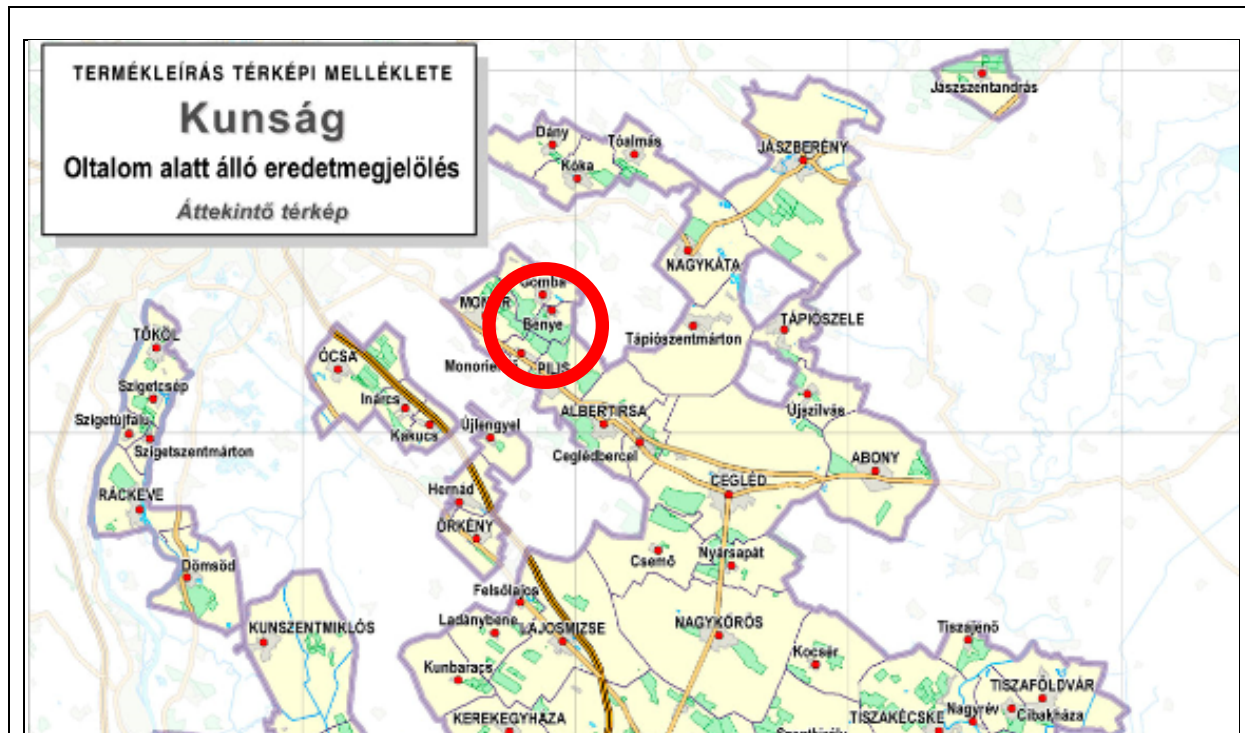 TERMÉKLEÍRÁS TÉRKÉPI MELLÉKLETE
Kunság
Oltalom alatt álló eredetmegjelölés
Áttekintő térkép
Jászszentandrás
Dány
Tóalmás
JÁSZBERÉNY
Kóka
NAGYKÁTA
Gomba
MONOR
Bénye
TÁPIÓSZELE
TÖKÖL
Tápiószentmárton
ÓCSA
Monorierdő
PILIS
Szigetcsép
Inárcs
Újszilvás
ALBERTIRSA
Szigetújfalu
Kakucs
Újlengyel
Szigetszentmárton
Ceglédbercel
ABONY
CEGLÉD
RÁCKEVE
Hernád
ÖRKÉNY
Dömsöd
Csemő
Nyársapát
Felsőlajos
Ladánybene
LAJOSMIZSE
NAGYKŐRÖS
KUNSZENTMIKLÓS
Tiszajenő
Kocsér
Kunbaracs
TISZAFÖLDVÁR
Nagyrév
Cibakháza
KEREKEGYHÁZA
TISZAKÉCSKE
Szentkirály